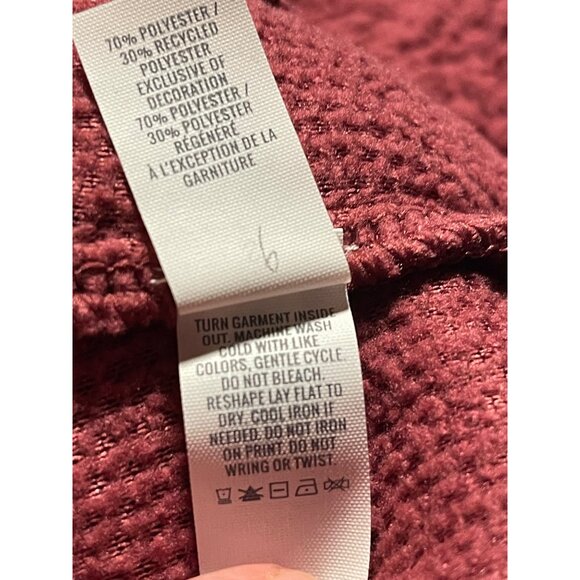 70% POLYESTER /
30% RECYCLED
POLYESTER
EXCLUSIVE OF
DECORATION
70% POLYESTER /
30% POLYESTER
RÉGÉNERÉ
À L'EXCEPTION DE LA
GARNITURE
TURN GARMENT INSIDE
OUT. MACHINE WASH
COLD WITH LIKE
COLORS, GENTLE CYCLE
DO NOT BLEACH.
RESHAPE LAY FLAT TO
DRY. COOL IRON IF
NEEDED. DO NOT IRON
ON PRINT. DO NOT
WRING OR TWIST.